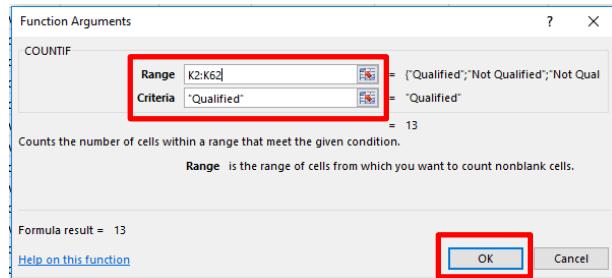 Function Arguments ? ×
COUNTIF
Range K2:K62 = {"Qualified";"Not Qualified";"Not Qual
Criteria "Qualified" = "Qualified"
= 13
Counts the number of cells within a range that meet the given condition.
Range is the range of cells from which you want to count nonblank cells.
Formula result = 13
Help on this function OK Cancel